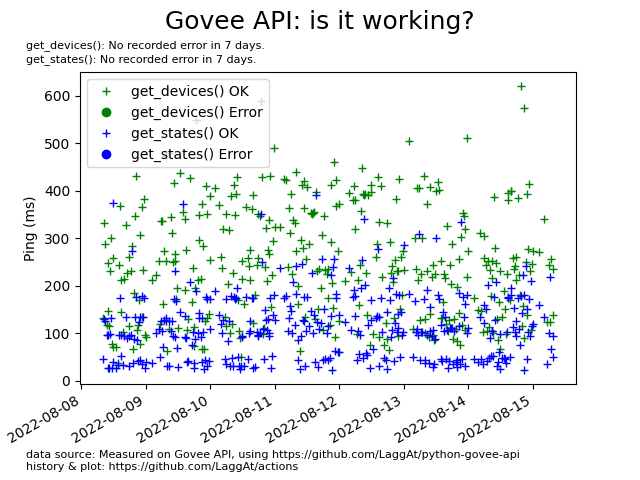 Govee API: is it working?
get_devices(): No recorded error in 7 days.
get_states(): No recorded error in 7 days.
get_devices() OK
get_devices() Error
get_states() OK
get_states() Error
600
500
400
300
200
100
0
Ping (ms)
2022-08-08
2022-08-09
2022-08-10
2022-08-11
2022-08-12
2022-08-13
2022-08-14
2022-08-15
data source: Measured on Govee API, using https://github.com/LaggAt/python-govee-api
history & plot: https://github.com/LaggAt/actions